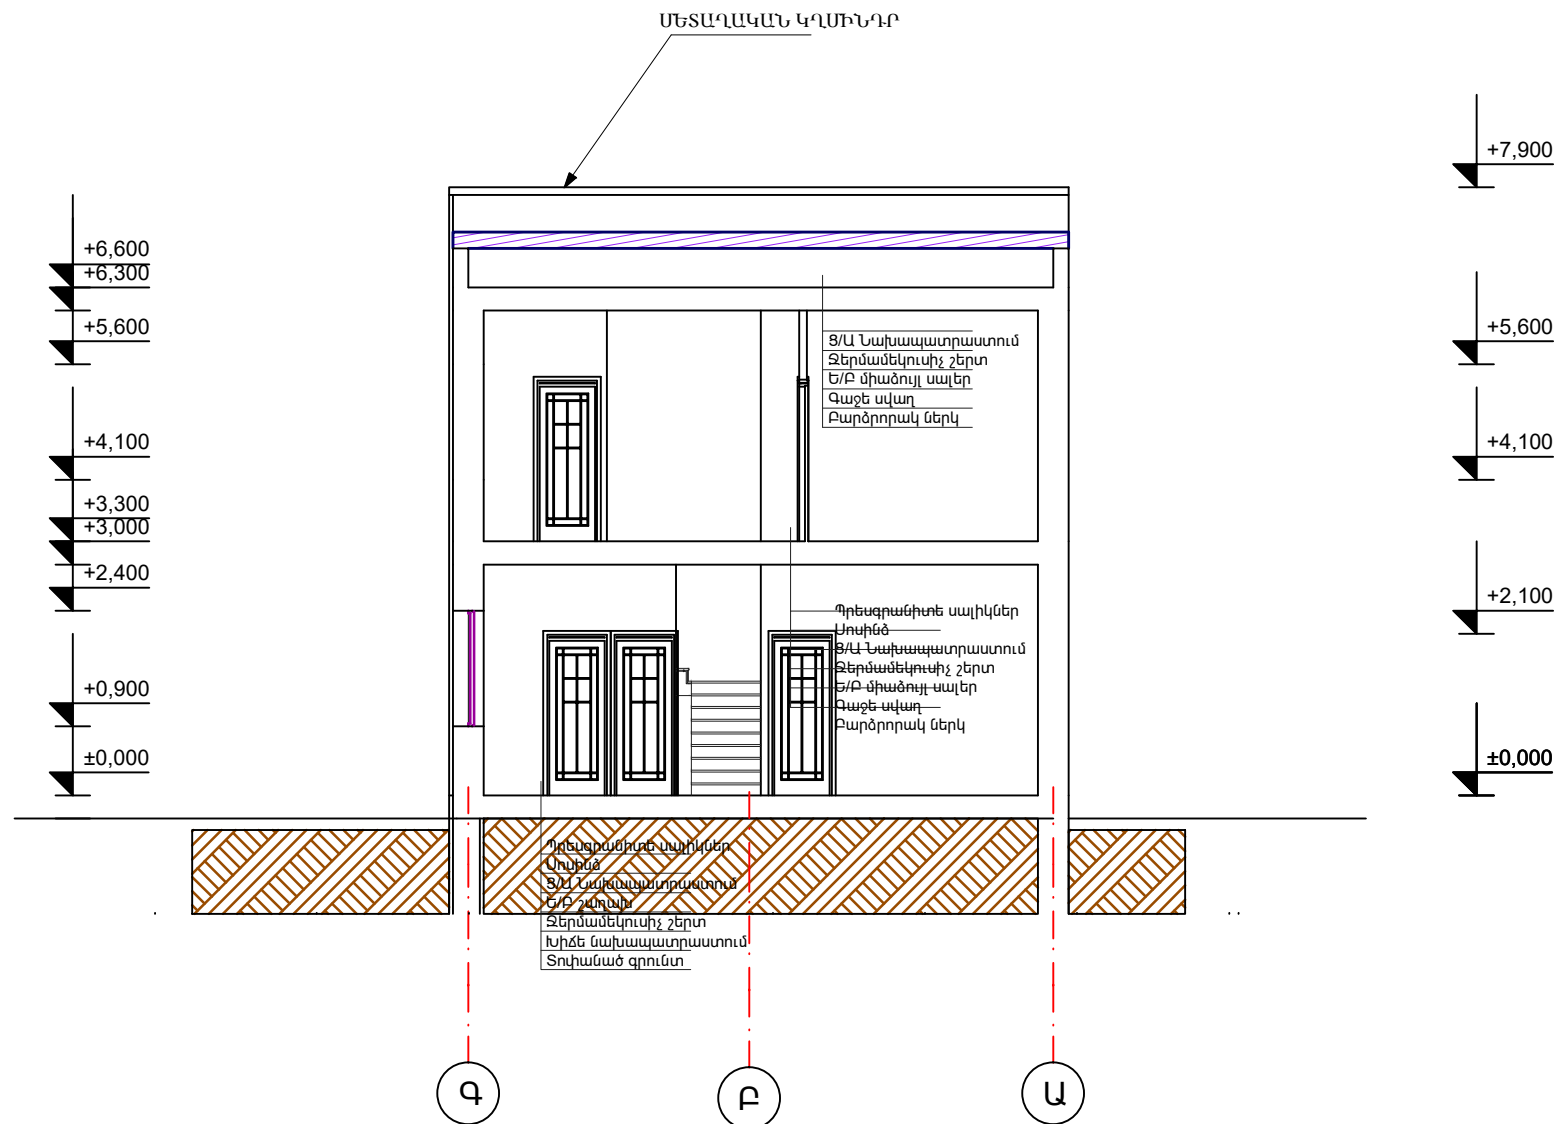 ՄԵՏԱՂԱԿԱՆ ԿՂՄԻՆԴՐ
+7,900
+6,600
+6,300
+5,600
+5,600
Ց/Ա Նախապատրաստում
Ջերմամեկուսիչ շերտ
Ե/Բ միաձույլ սալեր
Գաջե սվաղ
Բարձրորակ ներկ
+4,100
+4,100
+3,300
+3,000
+2,400
+2,100
Պրեսգրանիտե սալիկներ
Սոսինձ
Ց/Ա Նախապատրաստում
Ջերմամեկուսիչ շերտ
Ե/Բ միաձույլ սալեր
Գաջե սվաղ
Բարձրորակ ներկ
+0,900
±0,000
±0,000
Պրեսգրանիտե սալիկներ
Սոսինձ
Ց/Ա Նախապատրաստում
Ե/Բ շաղախ
Ջերմամեկուսիչ շերտ
Խիճե նախապատրաստում
Տոփանած գրունտ
Գ
Բ
Ա